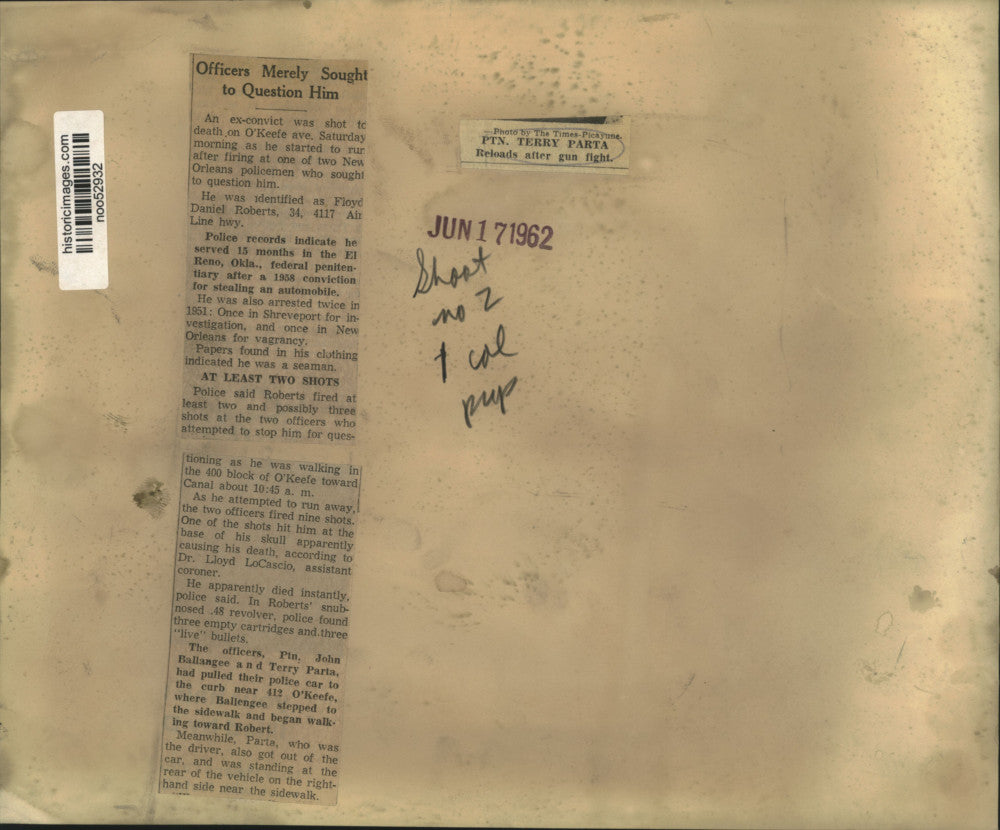 historicimages.com
noo52932
Officers Merely Sought
to Question Him
An ex-convict was shot to
death on O'Keefe ave. Saturday
morning as he started to run
after firing at one of two New
Orleans policemen who sought
to question him.
He was identified as Floyd
Daniel Roberts, 34, 4117 Air
Line hwy.
Police records indicate he
served 15 months in the El
Reno, Okla., federal peniten-
tiary after a 1958 conviction
for stealing an automobile.
He was also arrested twice in
1951: Once in Shreveport for in-
vestigation, and once in New
Orleans for vagrancy.
Papers found in his clothing
indicated he was a seaman.
AT LEAST TWO SHOTS
Police said Roberts fired at
least two and possibly three
shots at the two officers who
attempted to stop him for ques-
tioning as he was walking in
the 400 block of O'Keefe toward
Canal about 10:45 a. m.
As he attempted to run away,
the two officers fired nine shots.
One of the shots hit him at the
base of his skull apparently
causing his death, according to
Dr. Lloyd LoCascio, assistant
coroner.
He apparently died instantly,
police said. In Roberts' snub-
nosed .48 revolver, police found
three empty cartridges and three
"live" bullets.
The officers, Ptn. John
Ballangee and Terry Parta,
had pulled their police car to
the curb near 412 O'Keefe,
where Ballengee stepped to
the sidewalk and began walk-
ing toward Robert.
Meanwhile, Parta, who was
the driver, also got out of the
car, and was standing at the
rear of the vehicle on the right-
hand side near the sidewalk.
—Photo by The Times-Picayune.
PTN. TERRY PARTA
Reloads after gun fight.
JUN 17 1962
Shoot
no 2
1 col
pup